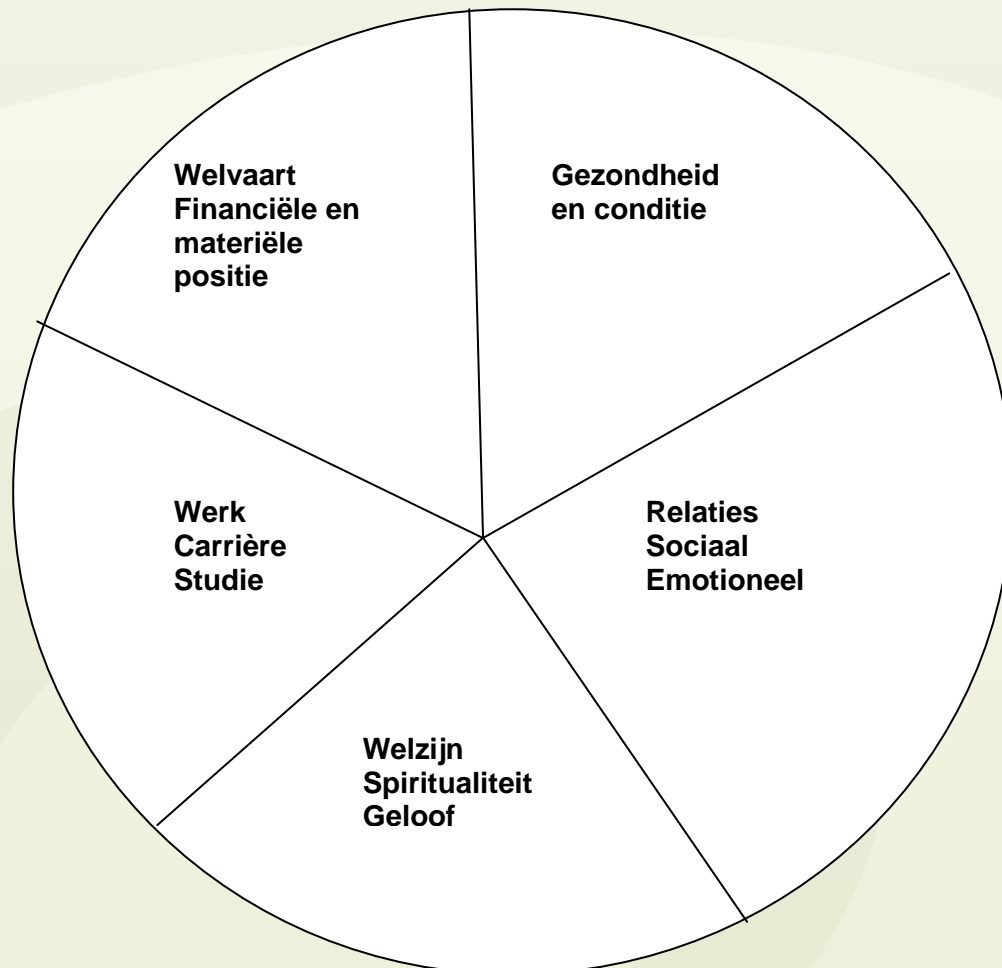 Welvaart
Financiële en
materiële
positie
Gezondheid
en conditie
Werk
Carrière
Studie
Relaties
Sociaal
Emotioneel
Welzijn
Spiritualiteit
Geloof